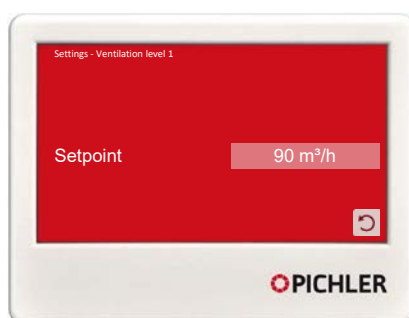 Settings - Ventilation level 1
Setpoint 90 m³/h
PICHLER